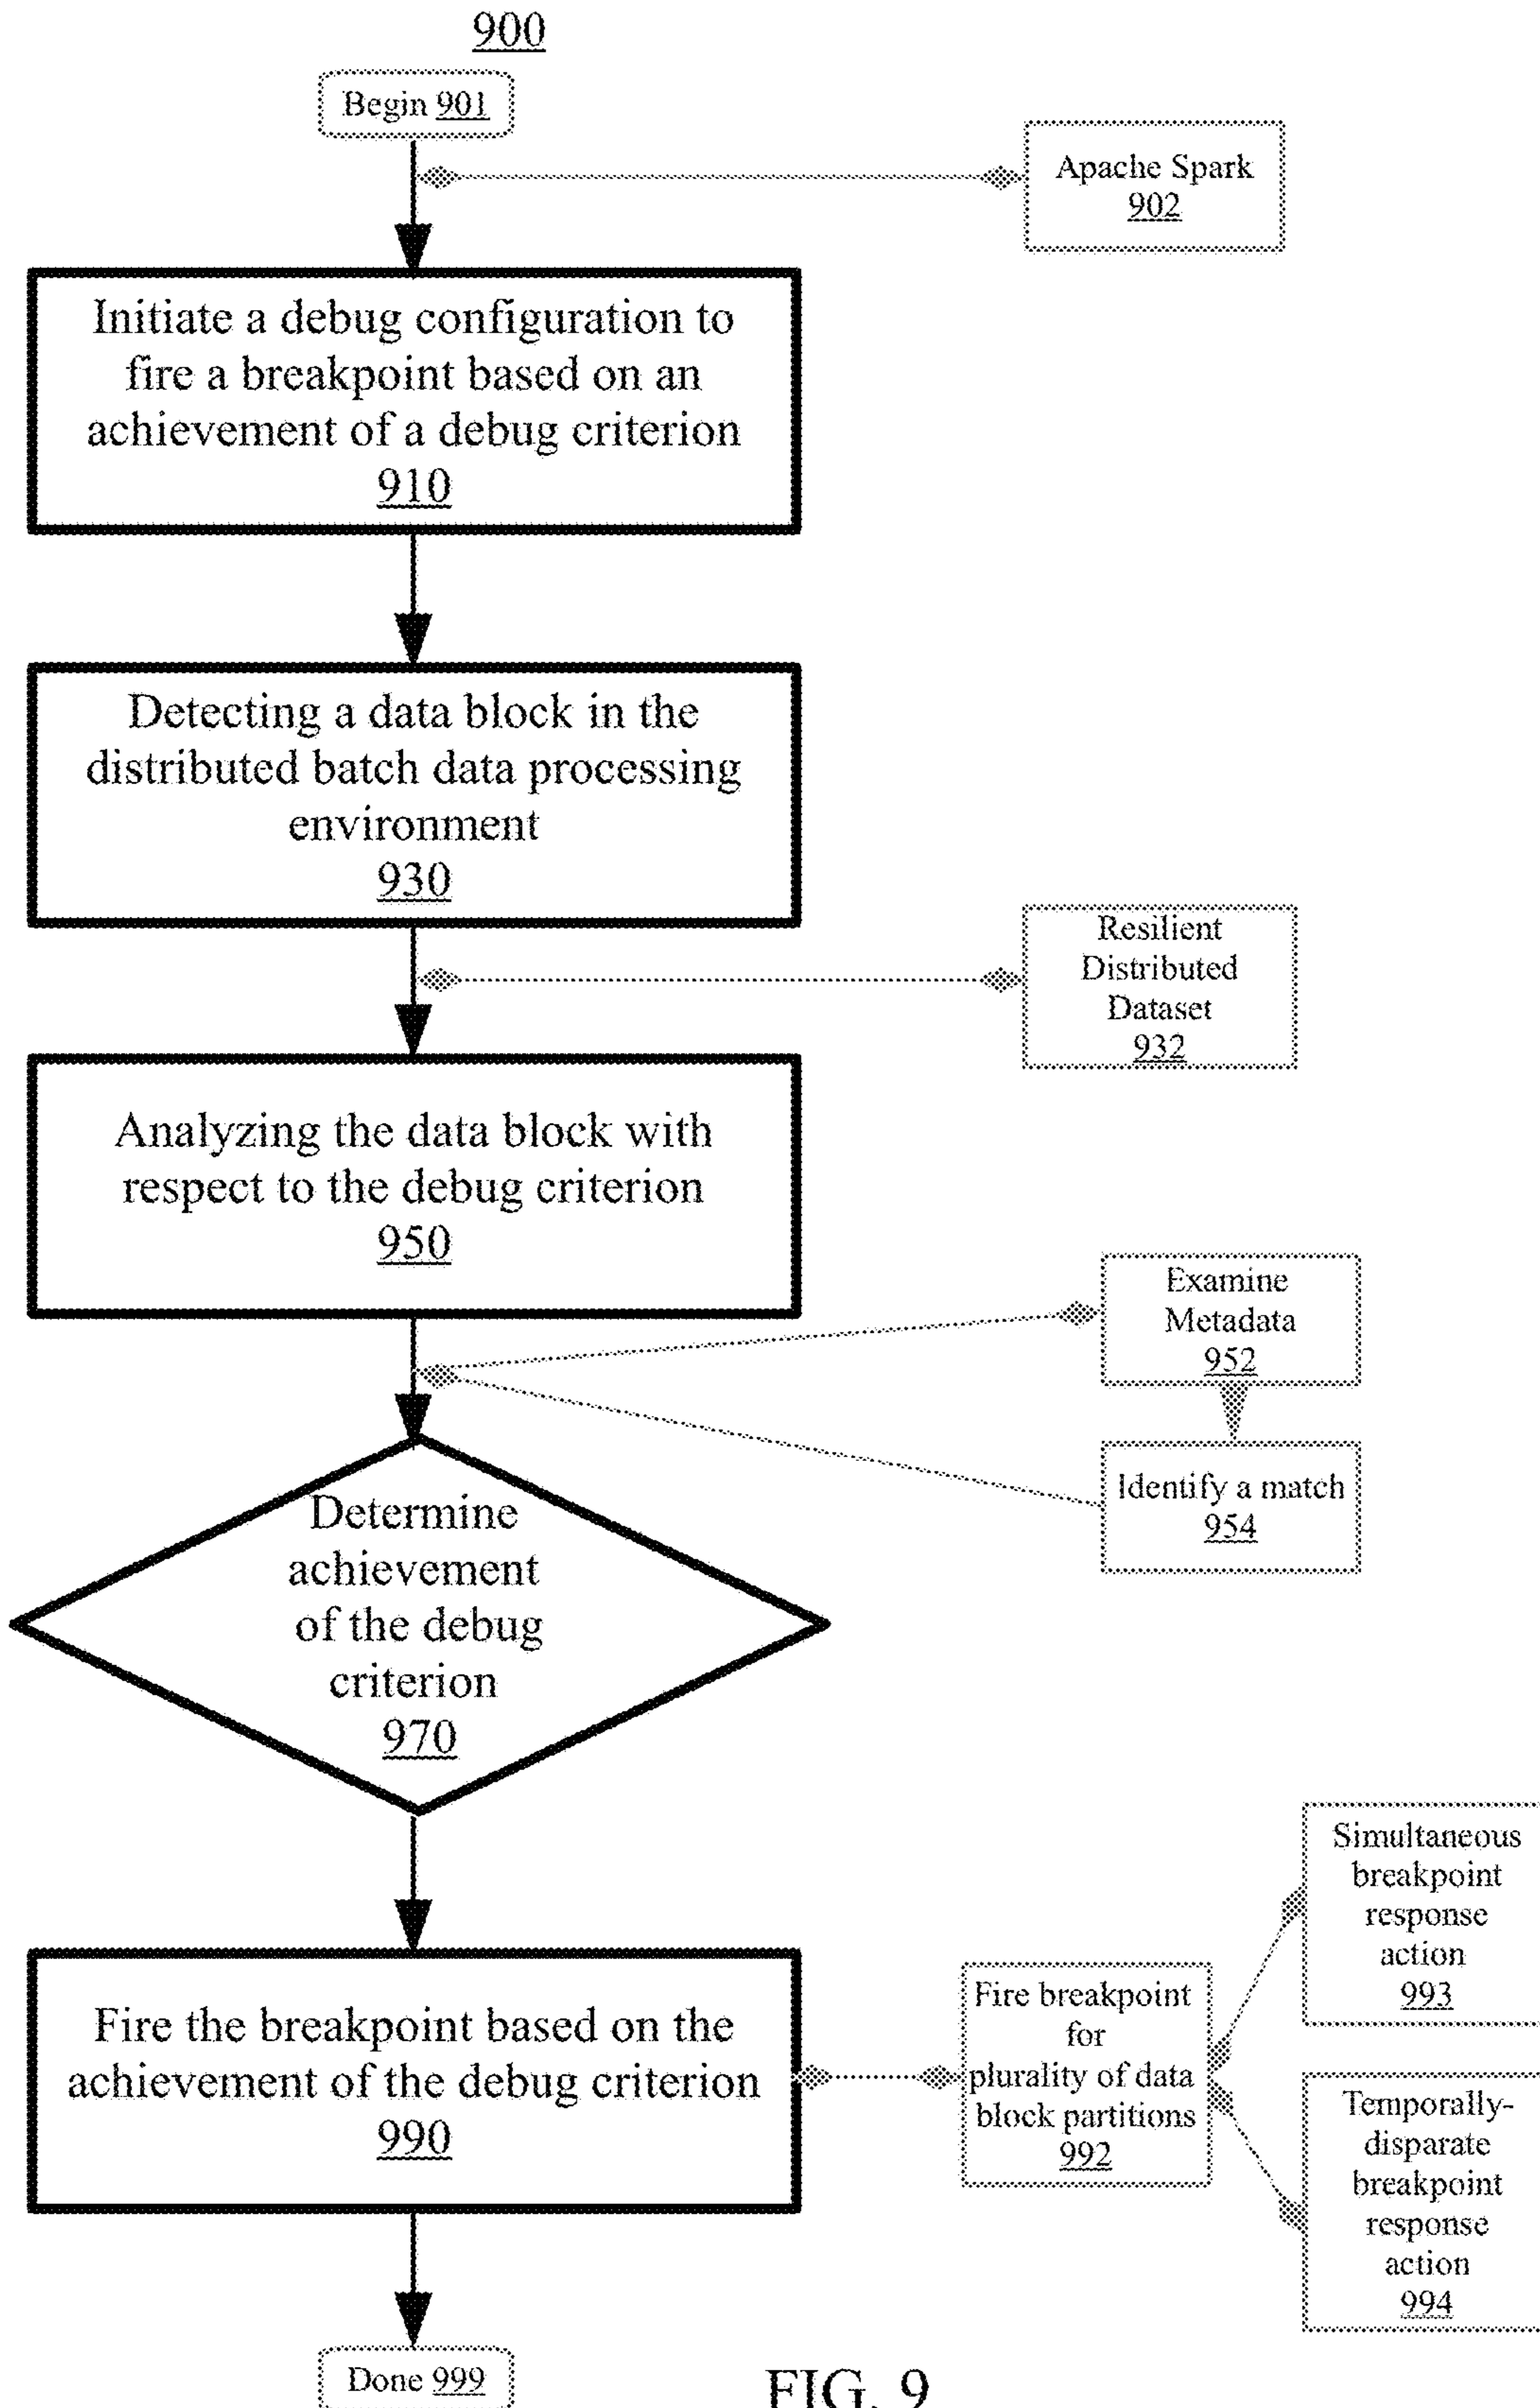 900
Begin 901
Apache Spark
902
Initiate a debug configuration to
fire a breakpoint based on an
achievement of a debug criterion
910
Detecting a data block in the
distributed batch data processing
environment
930
Resilient
Distributed
Dataset
932
Analyzing the data block with
respect to the debug criterion
950
Examine
Metadata
952
Identify a match
954
Determine
achievement
of the debug
criterion
970
Simultaneous
breakpoint
response
action
993
Fire the breakpoint based on the
achievement of the debug criterion
990
Fire breakpoint
for
plurality of data
block partitions
992
Temporally-
disparate
breakpoint
response
action
994
Done 999
FIG. 9